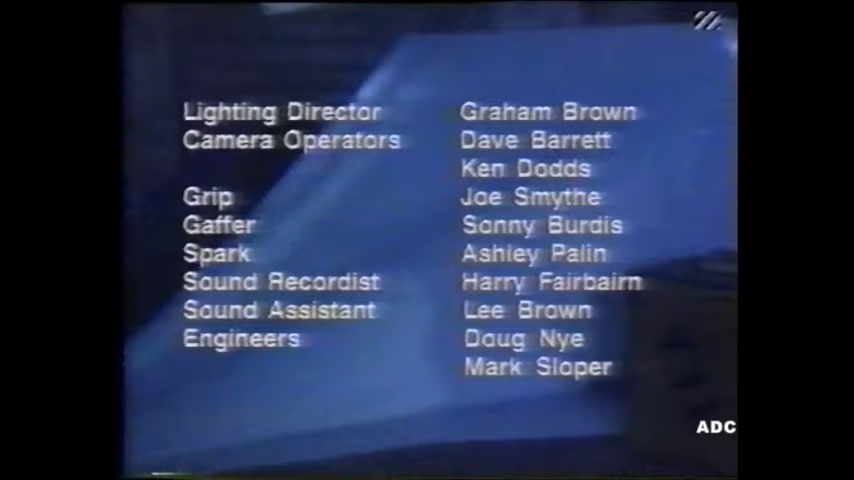 Lighting Director Graham Brown
Camera Operators Dave Barrett
Ken Dodds
Grip Joe Smythe
Gaffer Sonny Burdis
Spark Ashley Palin
Sound Recordist Harry Fairbairn
Sound Assistant Lee Brown
Engineers Doug Nye
Mark Sloper
ADC